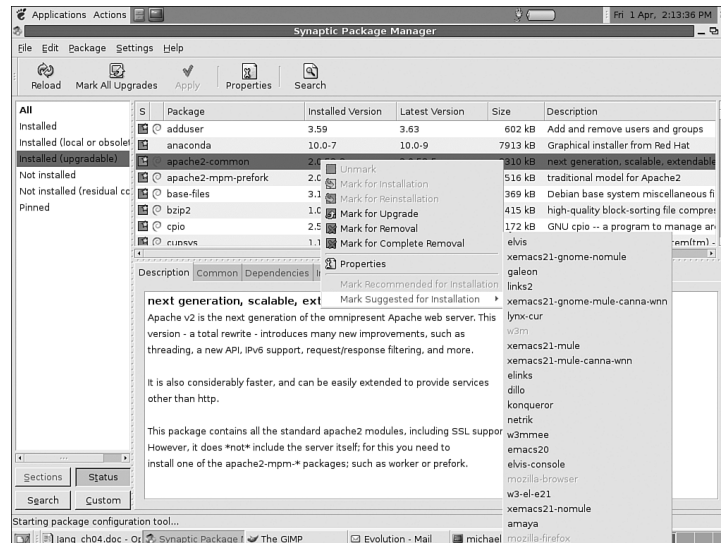 Applications Actions Fri 1 Apr, 2:13:36 PM
Synaptic Package Manager
File Edit Package Settings Help
Reload Mark All Upgrades Apply Properties Search
All
Installed
Installed (local or obsolet
Installed (upgradable)
Not installed
Not installed (residual cc
Pinned
S Package Installed Version Latest Version Size Description
adduser 3.59 3.63 602 kB Add and remove users and groups
anaconda 10.0-7 10.0-9 7913 kB Graphical installer from Red Hat
apache2-common 310 kB next generation, scalable, extendable
apache2-mpm-prefork 2.0 516 kB traditional model for Apache2
base-files 3.1 369 kB Debian base system miscellaneous fi
bzip2 1.0 415 kB high-quality block-sorting file compres
cpio 2.5 172 kB GNU cpio -- a program to manage ar
cupsys 1.1 em(tm) -
Unmark
Mark for Installation
Mark for Reinstallation
Mark for Upgrade
Mark for Removal
Mark for Complete Removal
Properties
Mark Recommended for Installation
Mark Suggested for Installation
elvis
xemacs21-gnome-nomule
galeon
links2
xemacs21-gnome-mule-canna-wnn
lynx-cur
w3m
xemacs21-mule
xemacs21-mule-canna-wnn
elinks
dillo
konqueror
netrik
w3mmee
emacs20
elvis-console
mozilla-browser
w3-el-e21
xemacs21-nomule
amaya
mozilla-firefox
Description Common Dependencies
next generation, scalable, ext
Apache v2 is the next generation of the omnipresent Apache web server. This
version - a total rewrite - introduces many new improvements, such as
threading, a new API, IPv6 support, request/response filtering, and more.
It is also considerably faster, and can be easily extended to provide services
other than http.
This package contains all the standard apache2 modules, including SSL suppor
However, it does *not* include the server itself; for this you need to
install one of the apache2-mpm-* packages; such as worker or prefork.
Sections Status
Search Custom
Starting package configuration tool...
Jang_ch04.doc - Op Synaptic Package The GIMP Evolution - Mail michael